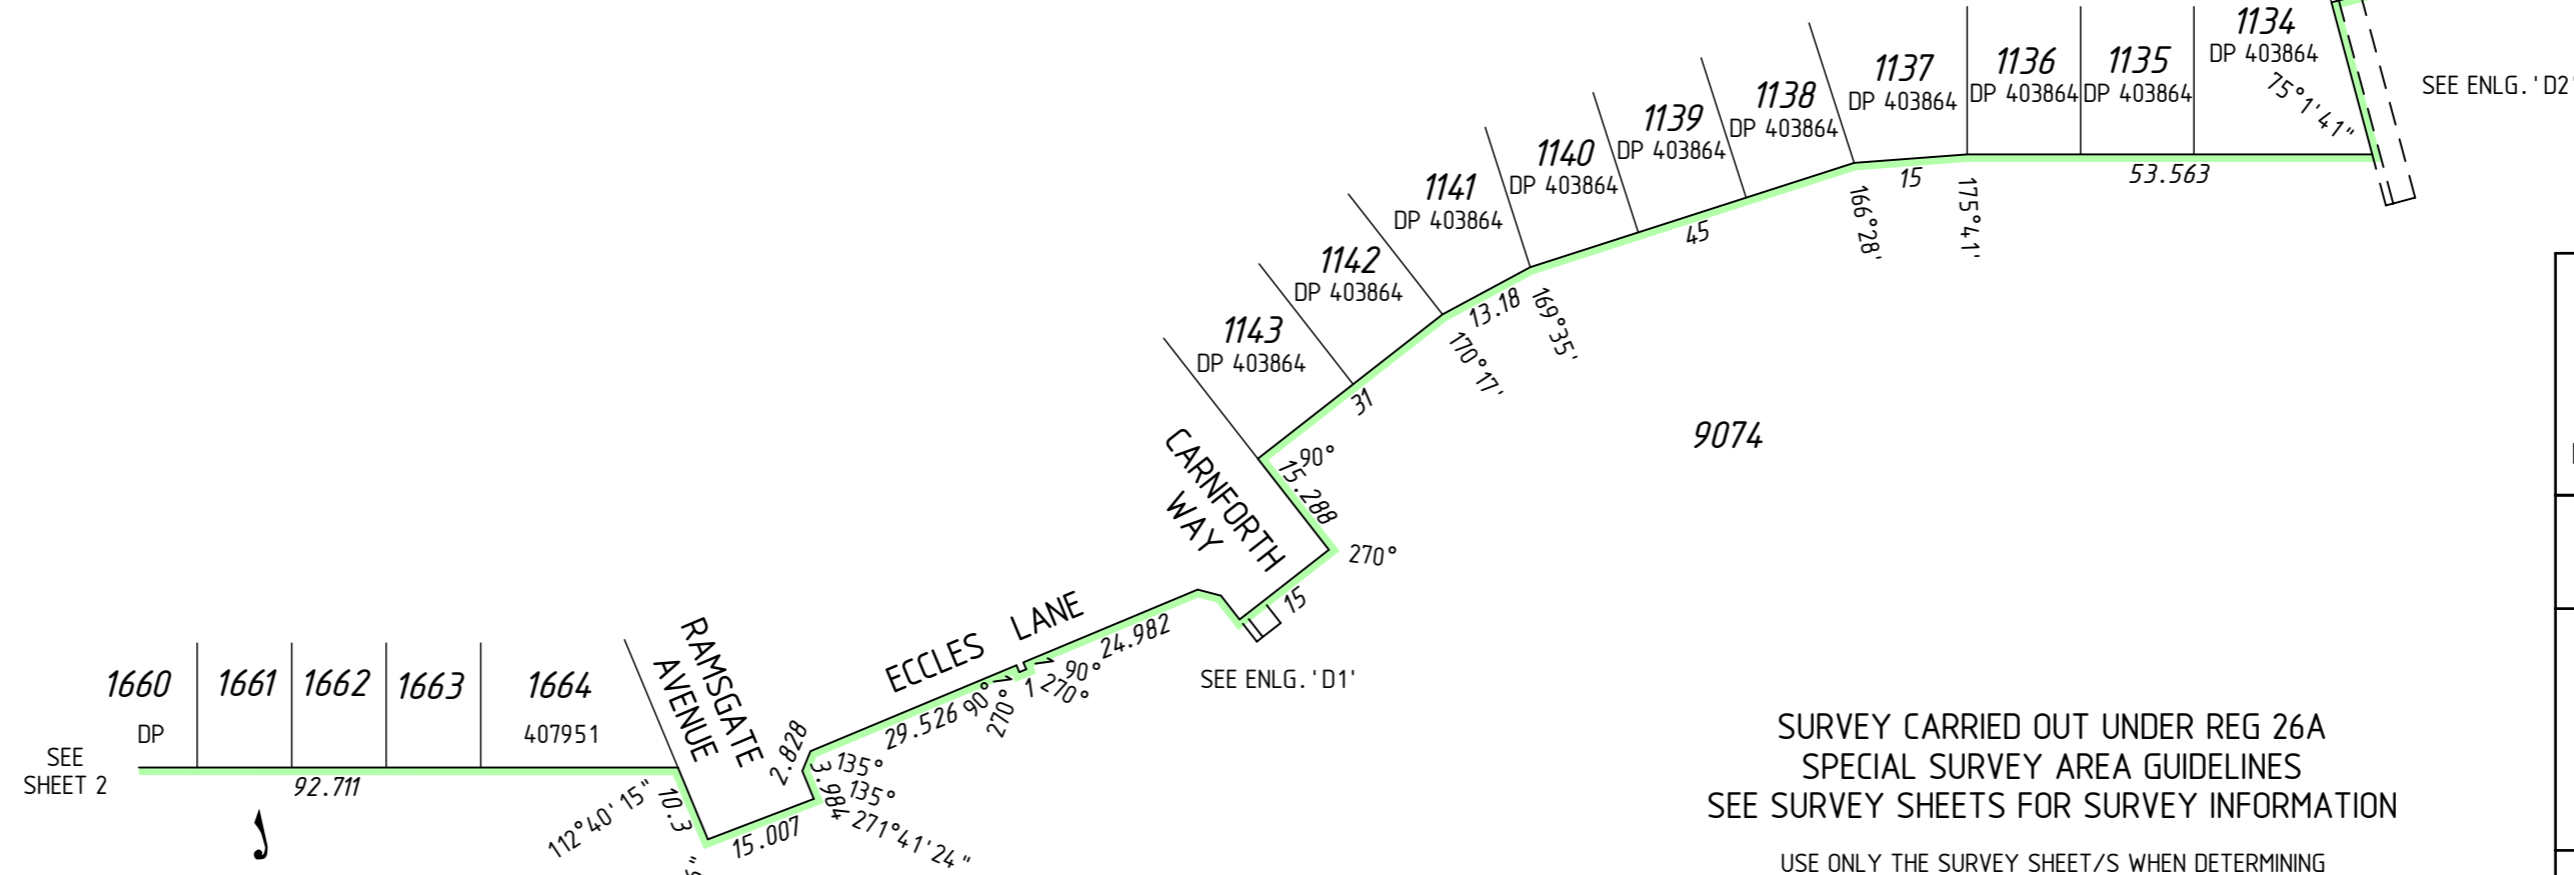 1134
DP 403864
75°1'41"
SEE ENLG. 'D2'
1135
DP 403864
1136
DP 403864
1137
DP 403864
1138
DP 403864
1139
DP 403864
1140
DP 403864
1141
DP 403864
1142
DP 403864
1143
DP 403864
53.563
175°41'
15
166°28'
45
169°35'
13.18
170°17'
31
90°
15.288
270°
15
CARNFORTH
WAY
9074
SEE ENLG. 'D1'
ECCLES LANE
24.982
1
90°
1
270°
1
90°
270°
29.526
2.828
135°
3.984
135°
271°41'24"
RAMSGATE
AVENUE
15.007
10.3
112°40'15"
1660
1661
1662
1663
1664
DP
407951
SEE
SHEET 2
92.711
SURVEY CARRIED OUT UNDER REG 26A
SPECIAL SURVEY AREA GUIDELINES
SEE SURVEY SHEETS FOR SURVEY INFORMATION
USE ONLY THE SURVEY SHEET/S WHEN DETERMINING